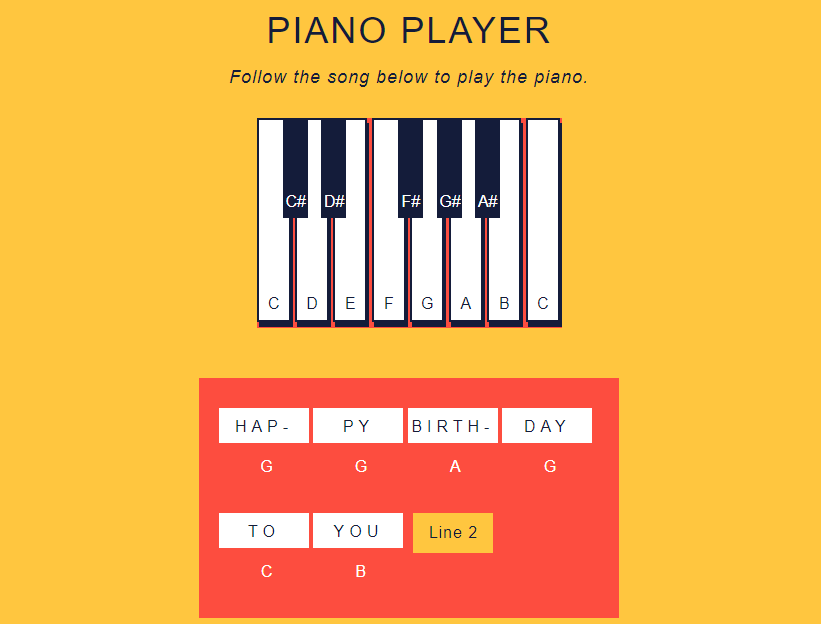 PIANO PLAYER
Follow the song below to play the piano.
C# D# F# G# A#
C D E F G A B C
HAP- PY BIRTH- DAY
G G A G
TO YOU Line 2
C B